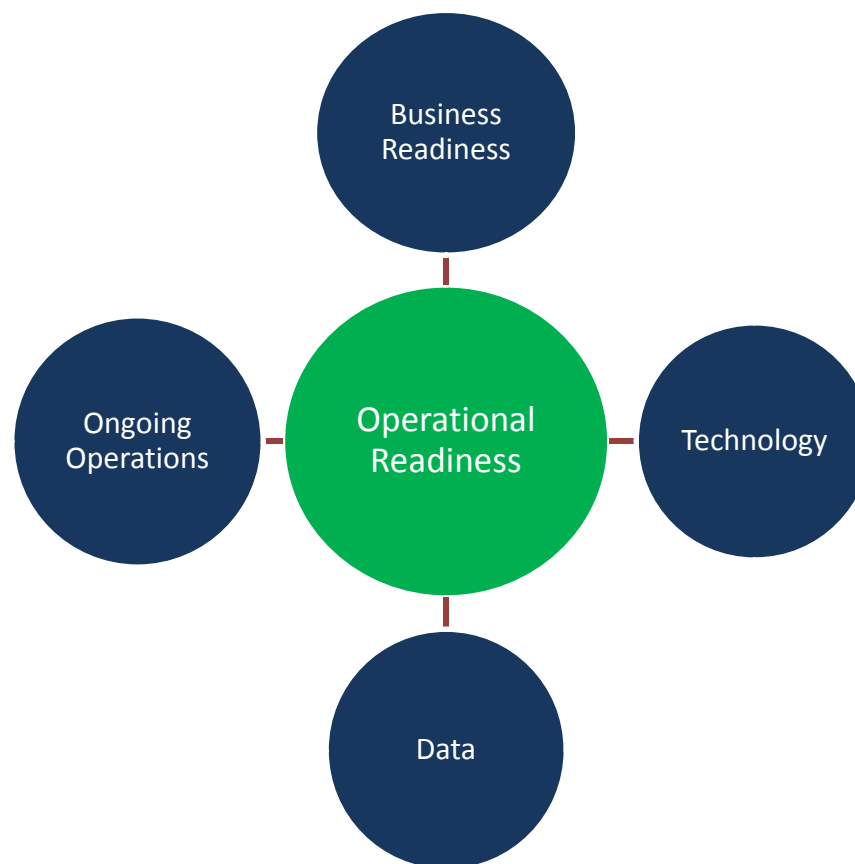 Business
Readiness
Ongoing
Operations
Operational
Readiness
Technology
Data